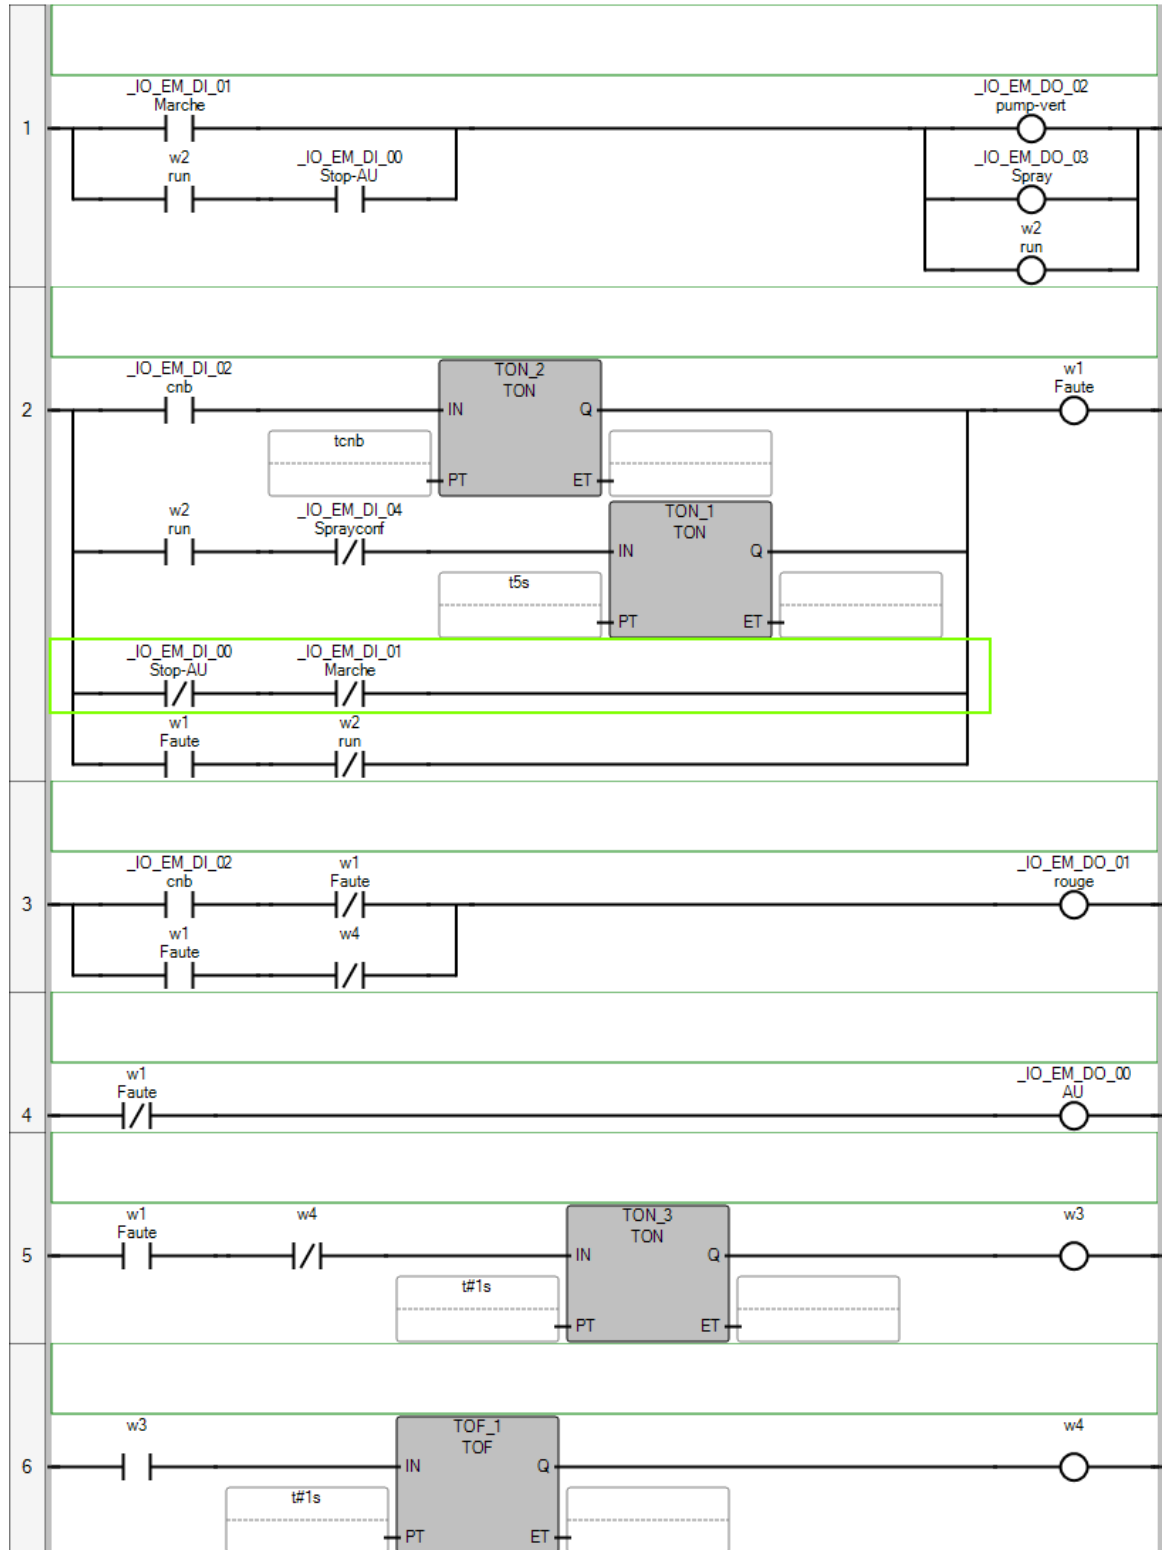 _IO_EM_DI_01
Marche
_IO_EM_DO_02
pump-vert
1
w2
run
_IO_EM_DI_00
Stop-AU
_IO_EM_DO_03
Spray
w2
run
_IO_EM_DI_02
cnb
TON_2
TON
w1
Faute
2
IN
Q
tcnb
PT
ET
w2
run
_IO_EM_DI_04
Sprayconf
TON_1
TON
IN
Q
t5s
PT
ET
_IO_EM_DI_00
Stop-AU
_IO_EM_DI_01
Marche
w1
Faute
w2
run
_IO_EM_DI_02
cnb
w1
Faute
_IO_EM_DO_01
rouge
3
w1
Faute
w4
w1
Faute
_IO_EM_DO_00
AU
4
w1
Faute
w4
TON_3
TON
w3
5
IN
Q
t#1s
PT
ET
w3
TOF_1
TOF
w4
6
IN
Q
t#1s
PT
ET